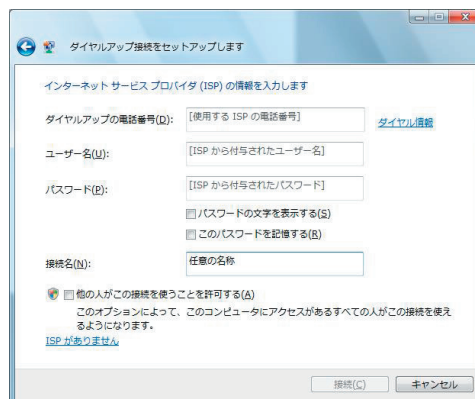 ダイヤルアップ接続をセットアップします
インターネット サービス プロバイダ (ISP) の情報を入力します
ダイヤルアップの電話番号(D):
[使用する ISP の電話番号]
ダイヤル情報
ユーザー名(U):
[ISP から付与されたユーザー名]
パスワード(P):
[ISP から付与されたパスワード]
パスワードの文字を表示する(S)
このパスワードを記憶する(R)
接続名(N):
任意の名称
他の人がこの接続を使うことを許可する(A)
このオプションによって、このコンピュータにアクセスがあるすべての人がこの接続を使え
るようになります。
ISP がありません
接続(C)
キャンセル